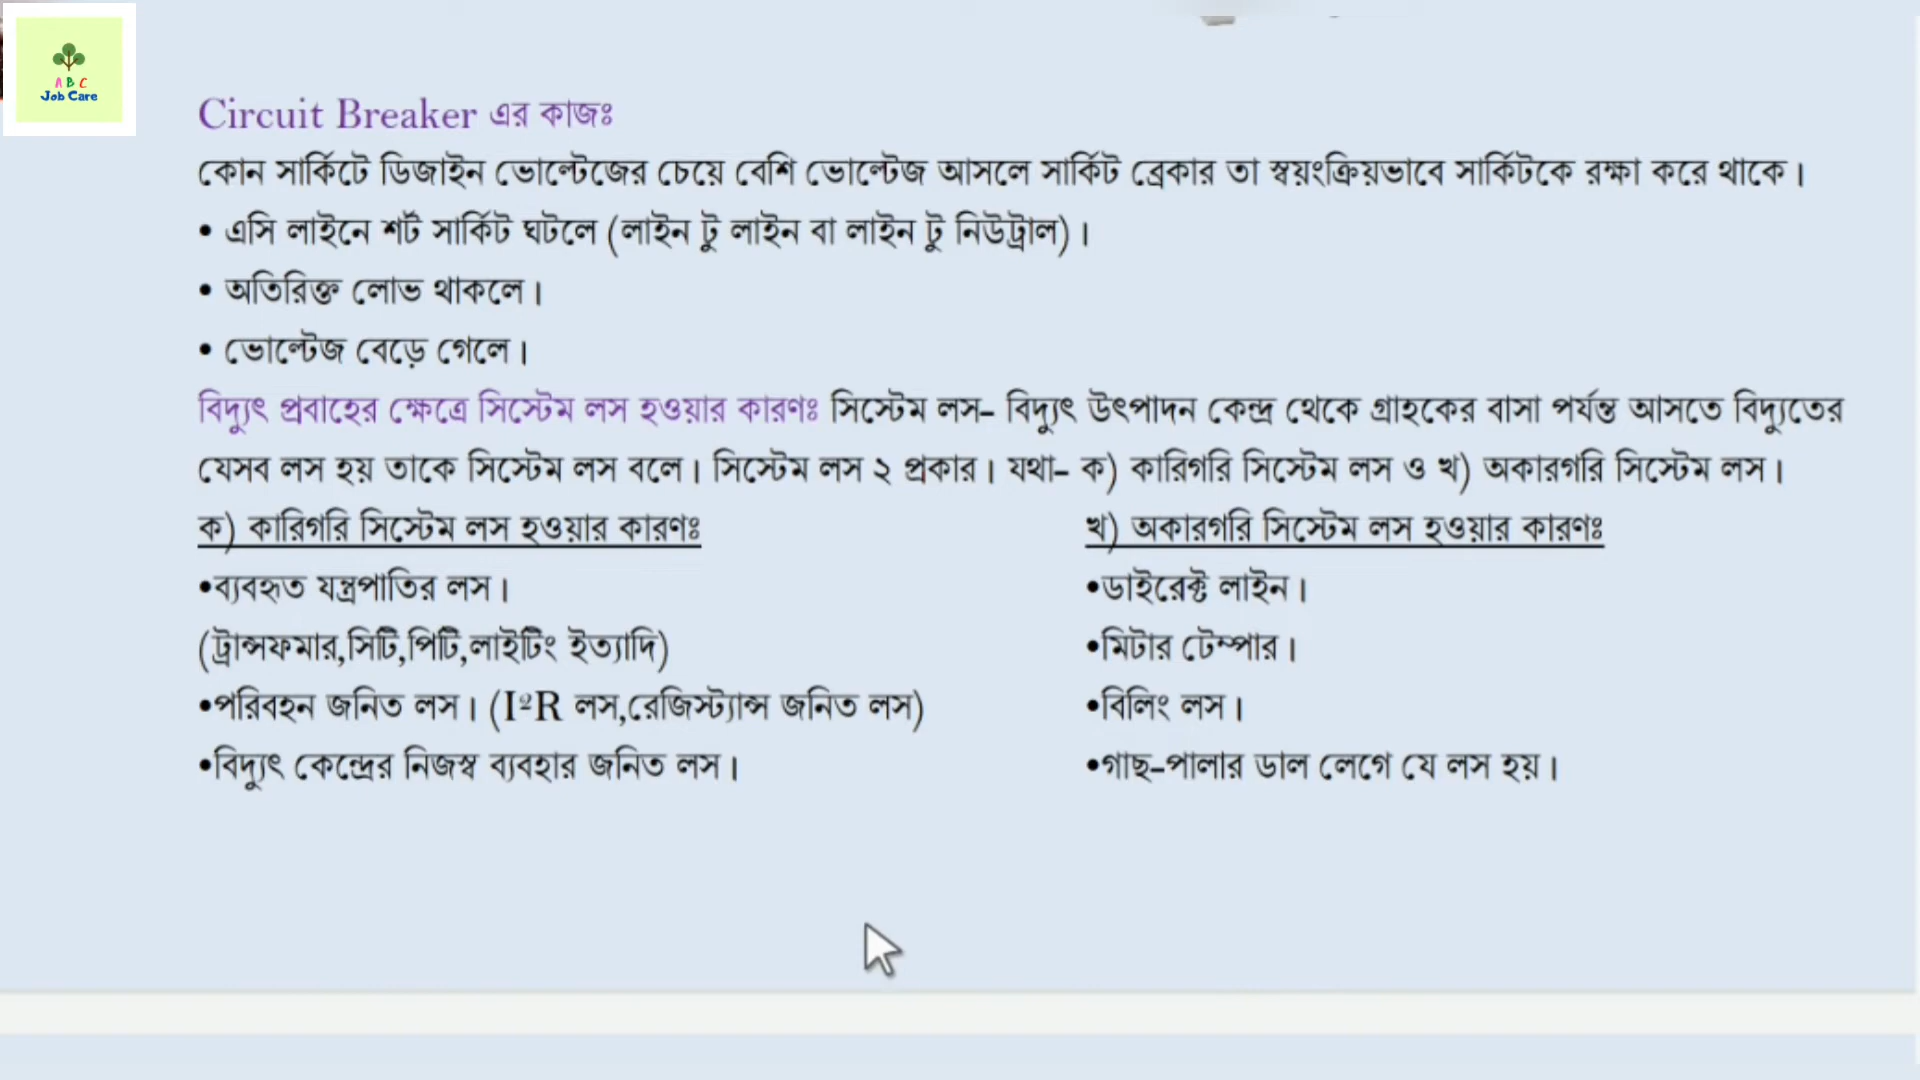 A B C
Job Care
Circuit Breaker এর কাজঃ
কোন সার্কিটে ডিজাইন ভোল্টেজের চেয়ে বেশি ভোল্টেজ আসলে সার্কিট ব্রেকার তা স্বয়ংক্রিয়ভাবে সার্কিটকে রক্ষা করে থাকে।
• এসি লাইনে শর্ট সার্কিট ঘটলে (লাইন টু লাইন বা লাইন টু নিউট্রাল)।
• অতিরিক্ত লোভ থাকলে।
• ভোল্টেজ বেড়ে গেলে।
বিদ্যুৎ প্রবাহের ক্ষেত্রে সিস্টেম লস হওয়ার কারণঃ সিস্টেম লস- বিদ্যুৎ উৎপাদন কেন্দ্র থেকে গ্রাহকের বাসা পর্যন্ত আসতে বিদ্যুতের
যেসব লস হয় তাকে সিস্টেম লস বলে। সিস্টেম লস ২ প্রকার। যথা- ক) কারিগরি সিস্টেম লস ও খ) অকারগরি সিস্টেম লস।
ক) কারিগরি সিস্টেম লস হওয়ার কারণঃ
•ব্যবহৃত যন্ত্রপাতির লস।
(ট্রান্সফমার,সিটি,পিটি,লাইটিং ইত্যাদি)
•পরিবহন জনিত লস। (I²R লস,রেজিস্ট্যান্স জনিত লস)
•বিদ্যুৎ কেন্দ্রের নিজস্ব ব্যবহার জনিত লস।
খ) অকারগরি সিস্টেম লস হওয়ার কারণঃ
•ডাইরেক্ট লাইন।
•মিটার টেম্পার।
•বিলিং লস।
•গাছ-পালার ডাল লেগে যে লস হয়।